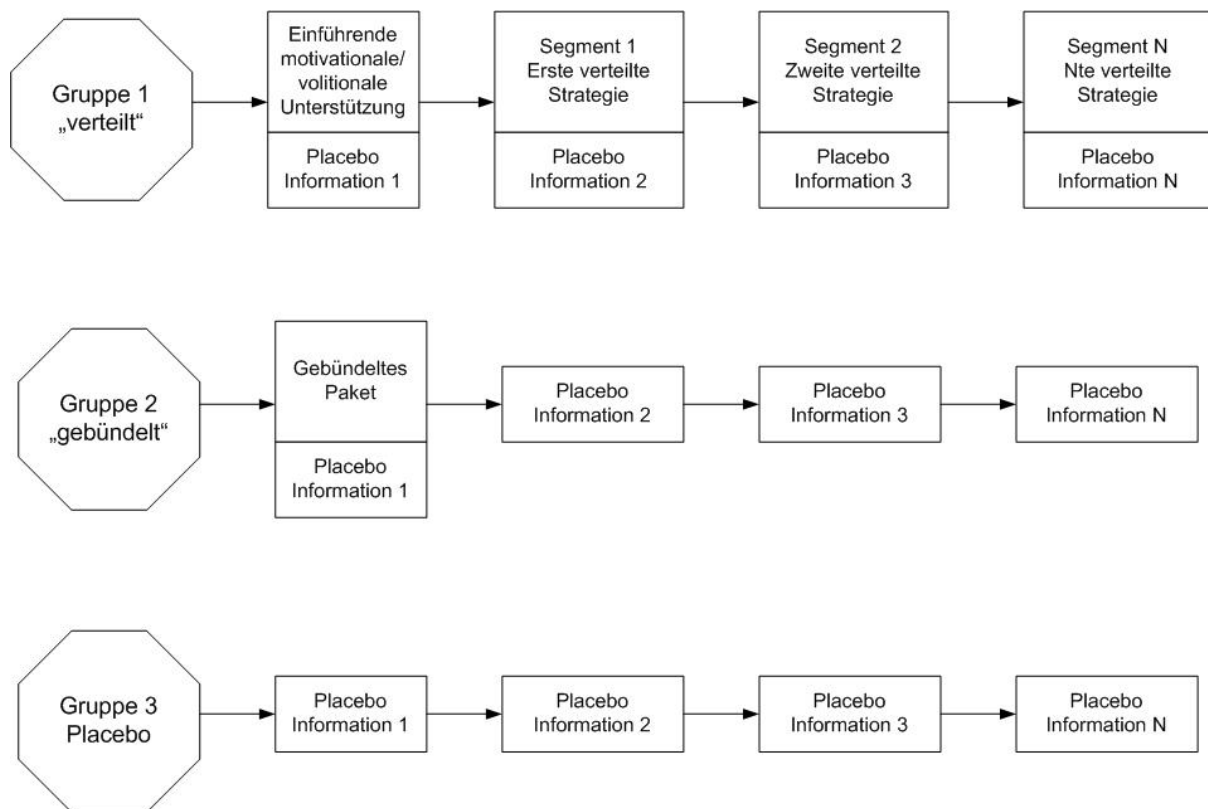 Gruppe 1
„verteilt“
Einführende
motivationale/
volitionale
Unterstützung
Placebo
Information 1
Segment 1
Erste verteilte
Strategie
Placebo
Information 2
Segment 2
Zweite verteilte
Strategie
Placebo
Information 3
Segment N
Nte verteilte
Strategie
Placebo
Information N
Gruppe 2
„gebündelt“
Gebündeltes
Paket
Placebo
Information 1
Placebo
Information 2
Placebo
Information 3
Placebo
Information N
Gruppe 3
Placebo
Placebo
Information 1
Placebo
Information 2
Placebo
Information 3
Placebo
Information N